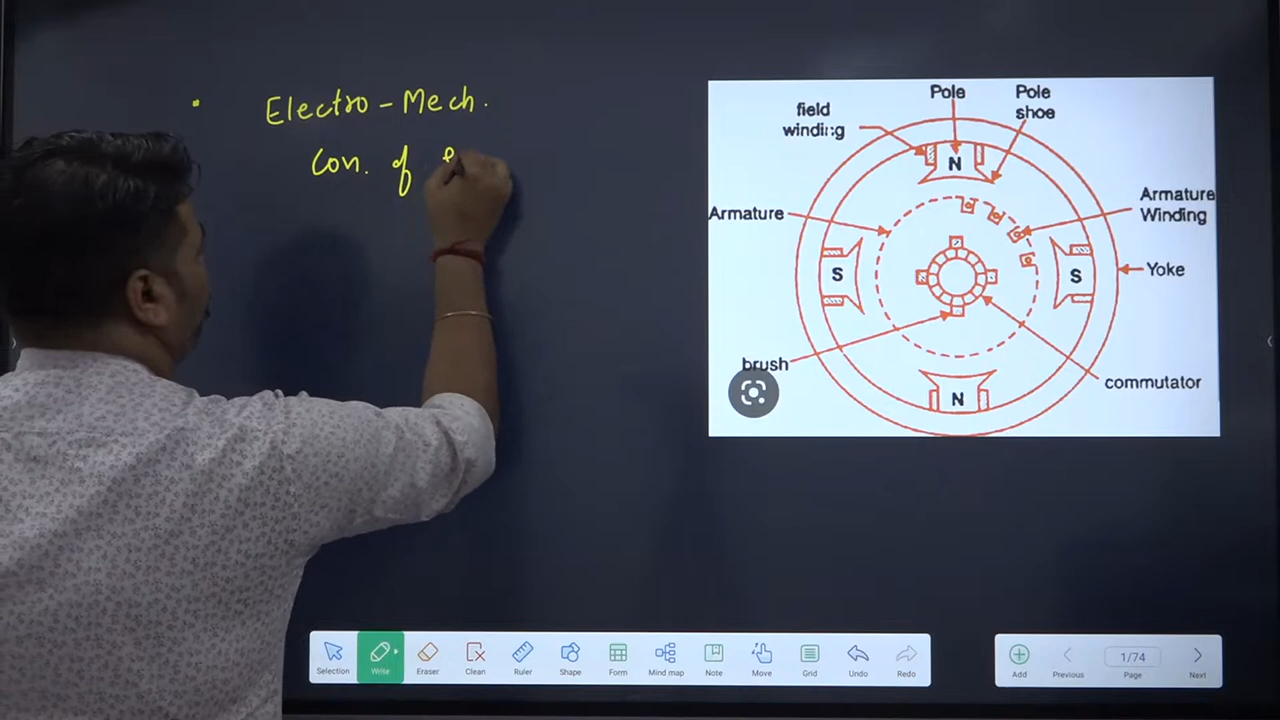 Electro - Mech.
Con. of
Pole
Pole shoe
field winding
N
Armature
Armature Winding
S
S
Yoke
brush
commutator
N
Selection
Write
Eraser
Clean
Ruler
Shape
Form
Mind map
Note
Move
Grid
Undo
Redo
Add
Previous
1/74
Page
Next